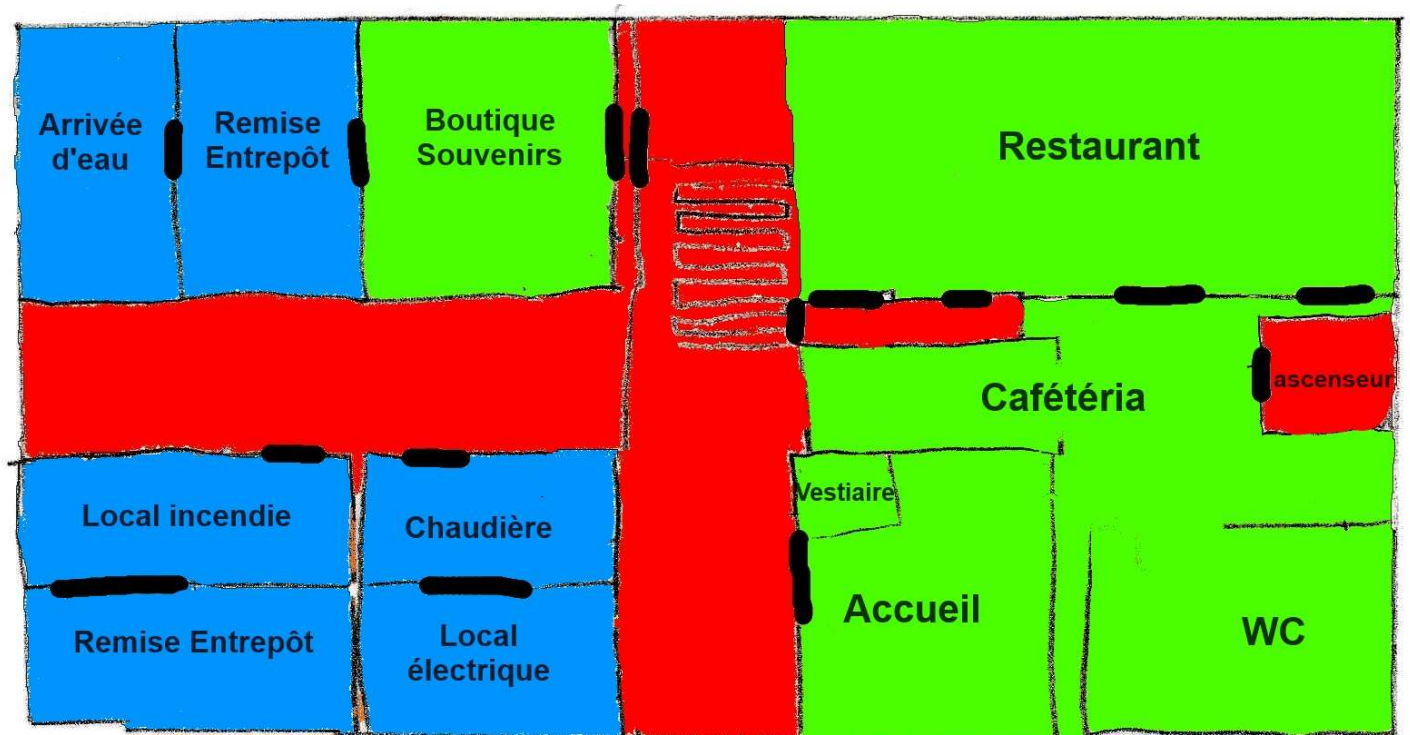 Arrivée
d'eau
Remise
Entrepôt
Boutique
Souvenirs
Restaurant
Cafétéria
ascenseur
Local incendie
Chaudière
Vestiaire
Remise Entrepôt
Local
électrique
Accueil
WC